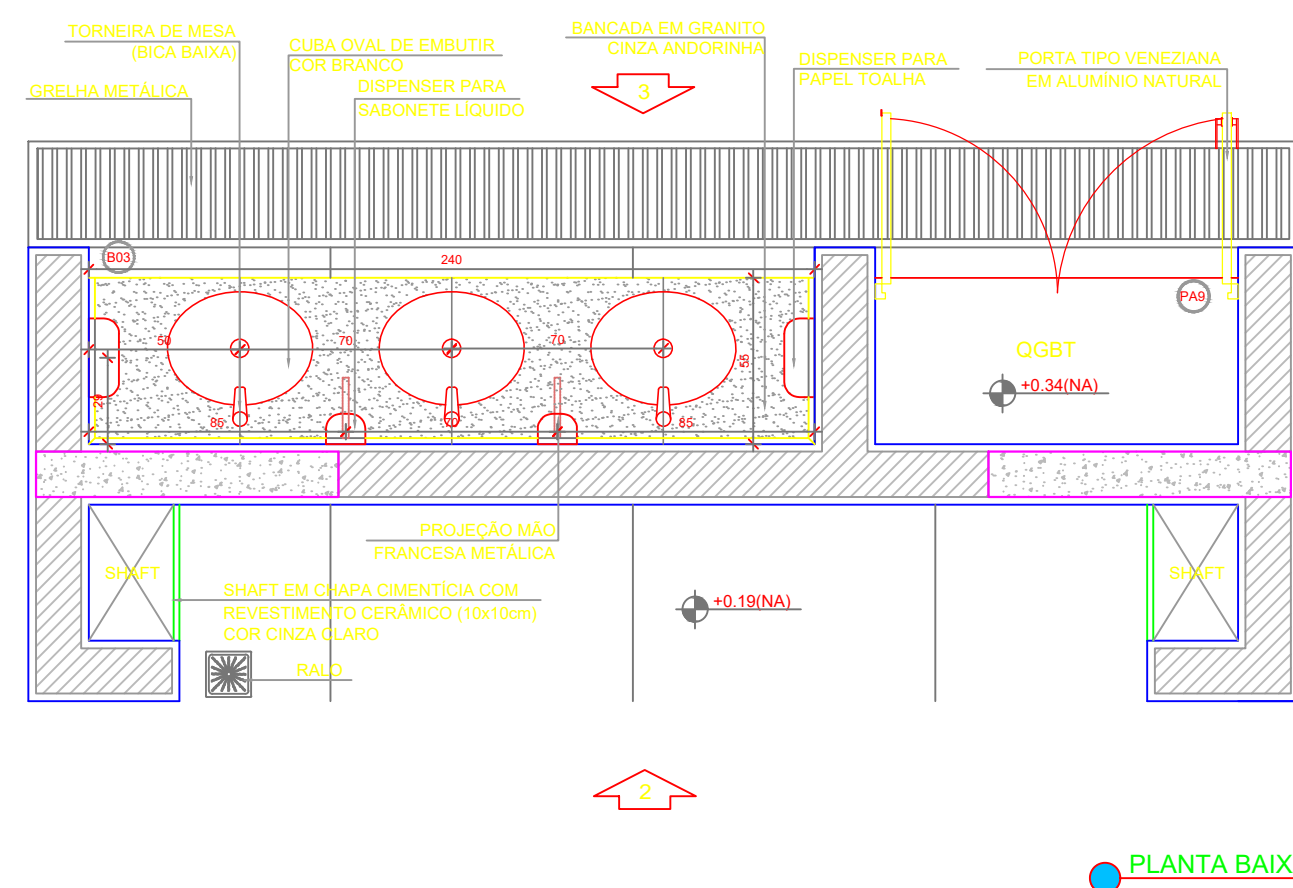 TORNEIRA DE MESA
(BICA BAIXA)
CUBA OVAL DE EMBUTIR
COR BRANCO
BANCADA EM GRANITO
CINZA ANDORINHA
DISPENSER PARA
PAPEL TOALHA
PORTA TIPO VENEZIANA
EM ALUMÍNIO NATURAL
GRELHA METÁLICA
DISPENSER PARA
SABONETE LÍQUIDO
3
B03
240
PA9
50
70
70
55
QGBT
+0.34(NA)
29
85
70
85
PROJEÇÃO MÃO
FRANCESA METÁLICA
SHAFT
SHAFT
SHAFT EM CHAPA CIMENTÍCIA COM
REVESTIMENTO CERÂMICO (10x10cm)
COR CINZA CLARO
+0.19(NA)
RALO
2
PLANTA BAIX